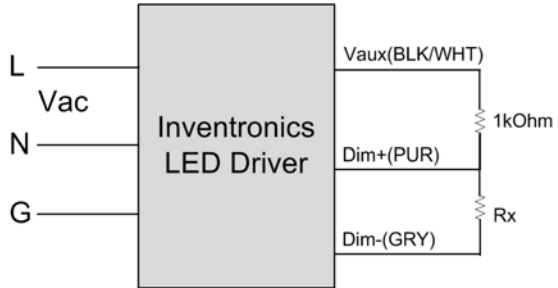 L
Vac
N
G
Inventronics
LED Driver
Vaux(BLK/WHT)
1kOhm
Dim+(PUR)
Rx
Dim-(GRY)